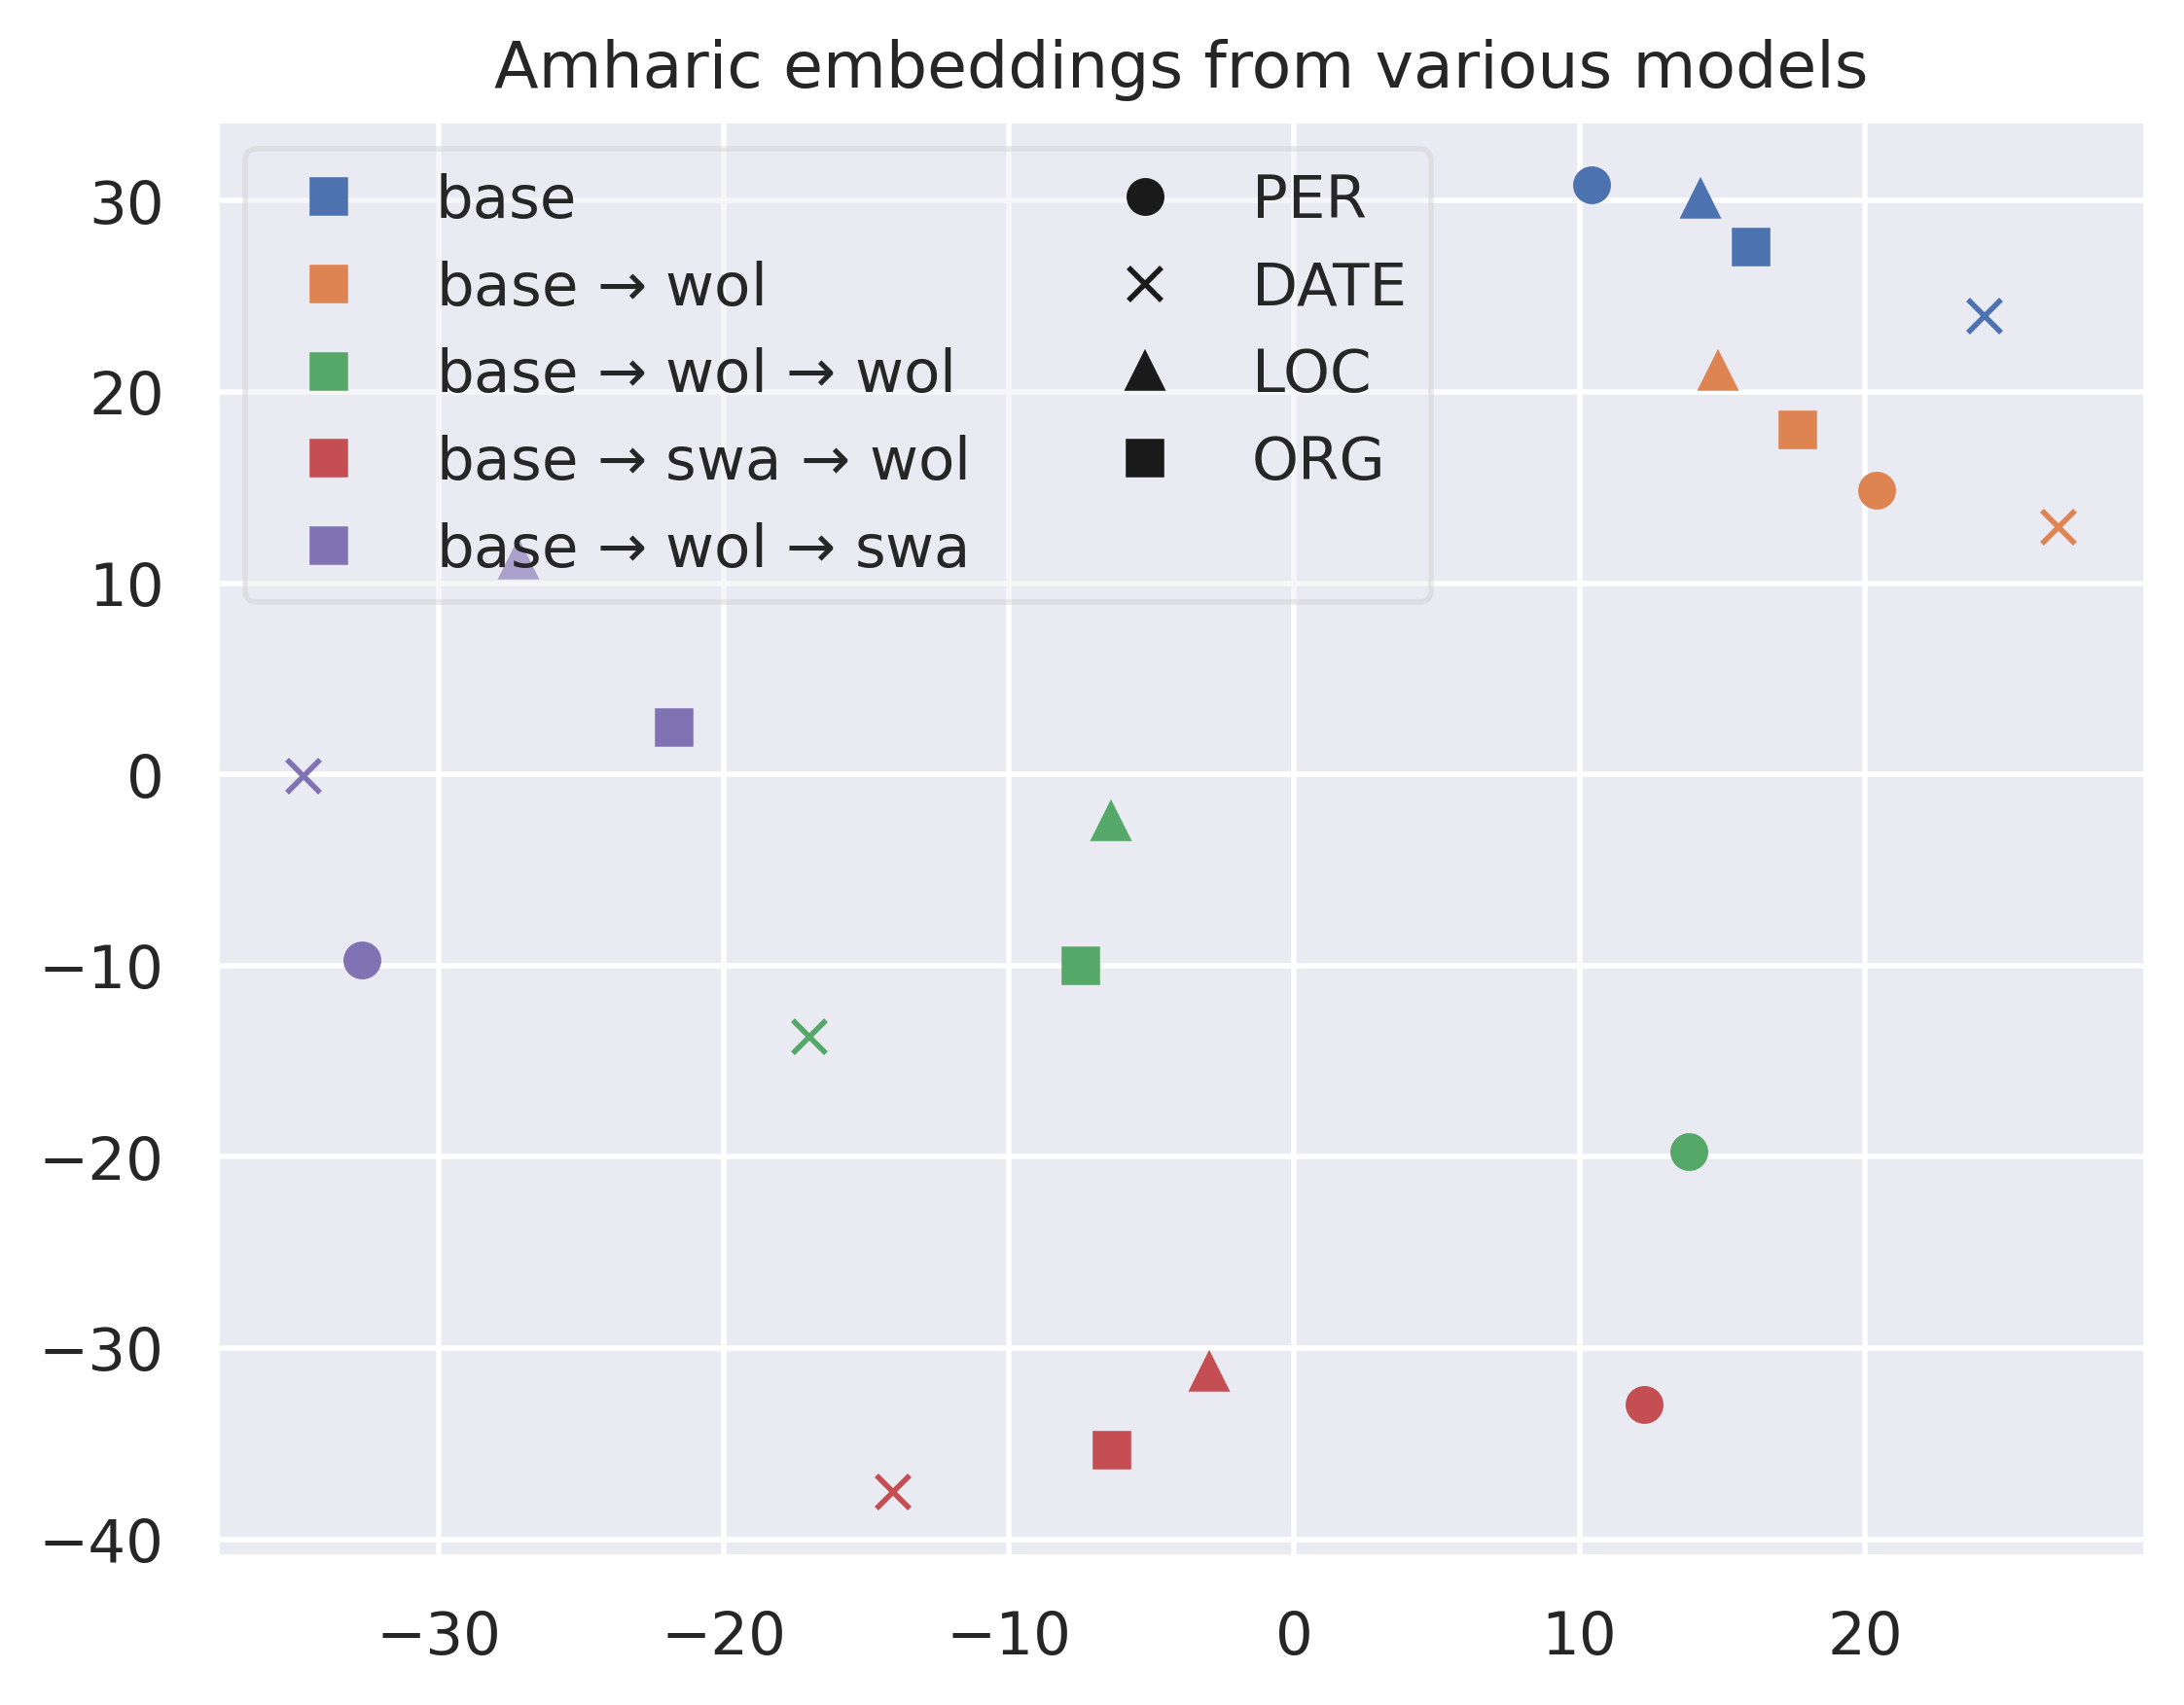 Amharic embeddings from various models
base
base → wol
base → wol → wol
base → swa → wol
base → wol → swa
PER
DATE
LOC
ORG
30
20
10
0
−10
−20
−30
−40
−30 −20 −10 0 10 20